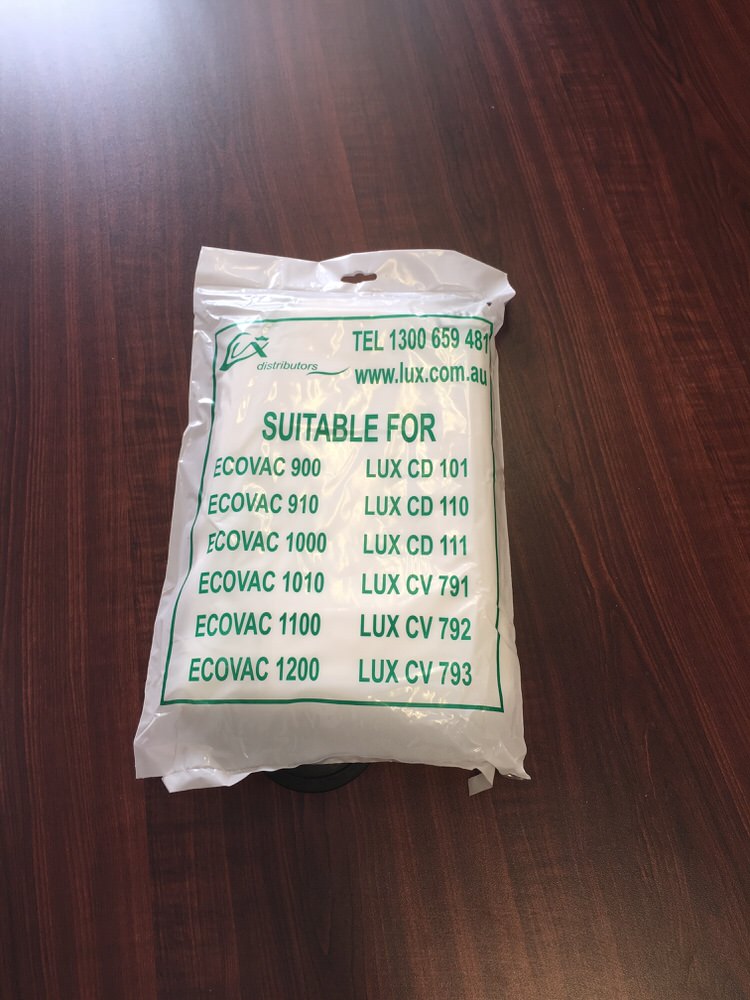 LUX distributors
TEL 1300 659 481
www.lux.com.au
SUITABLE FOR
ECOVAC 900 LUX CD 101
ECOVAC 910 LUX CD 110
ECOVAC 1000 LUX CD 111
ECOVAC 1010 LUX CV 791
ECOVAC 1100 LUX CV 792
ECOVAC 1200 LUX CV 793